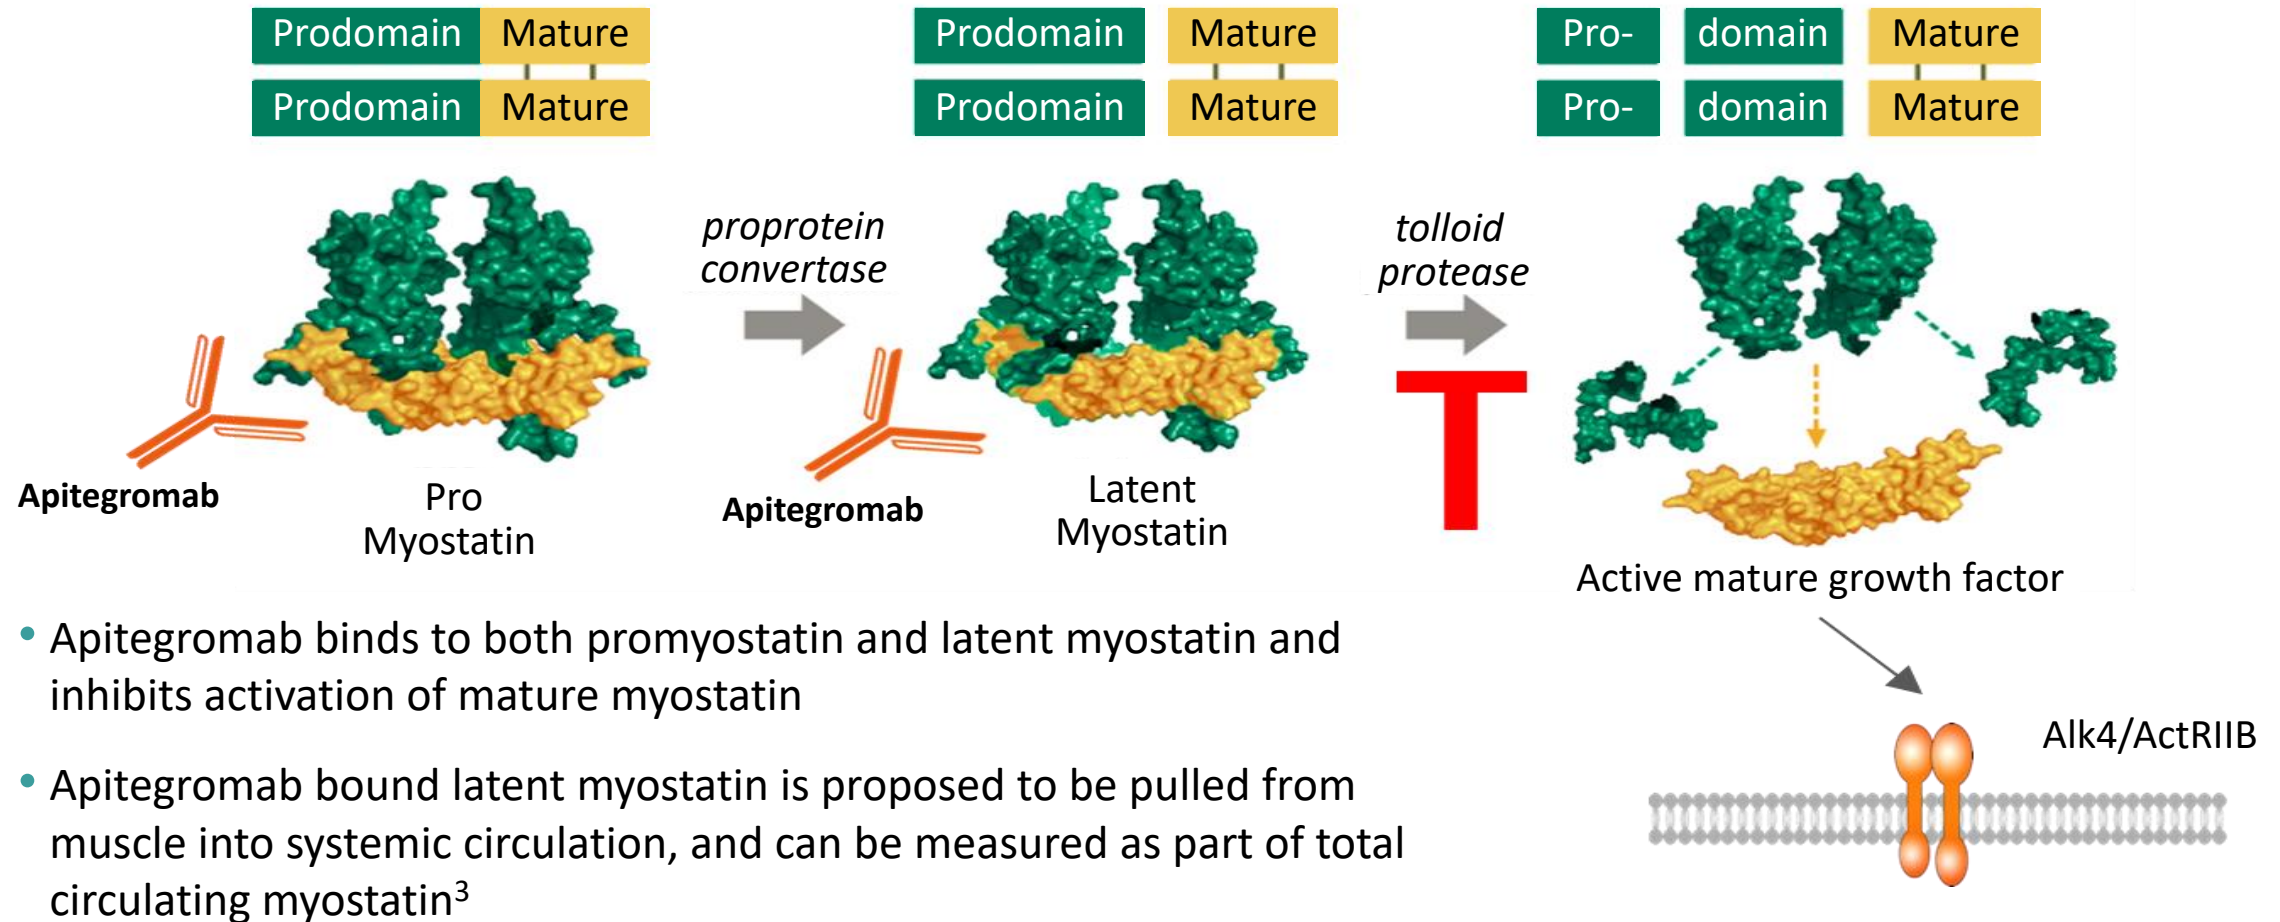 Prodomain Mature
Prodomain Mature
Prodomain Mature
Prodomain Mature
Pro- domain Mature
Pro- domain Mature
proprotein
convertase
tolloid
protease
Apitegromab
Pro
Myostatin
Apitegromab
Latent
Myostatin
T
Active mature growth factor
• Apitegromab binds to both promyostatin and latent myostatin and
inhibits activation of mature myostatin
• Apitegromab bound latent myostatin is proposed to be pulled from
muscle into systemic circulation, and can be measured as part of total
circulating myostatin³
Alk4/ActRIIB